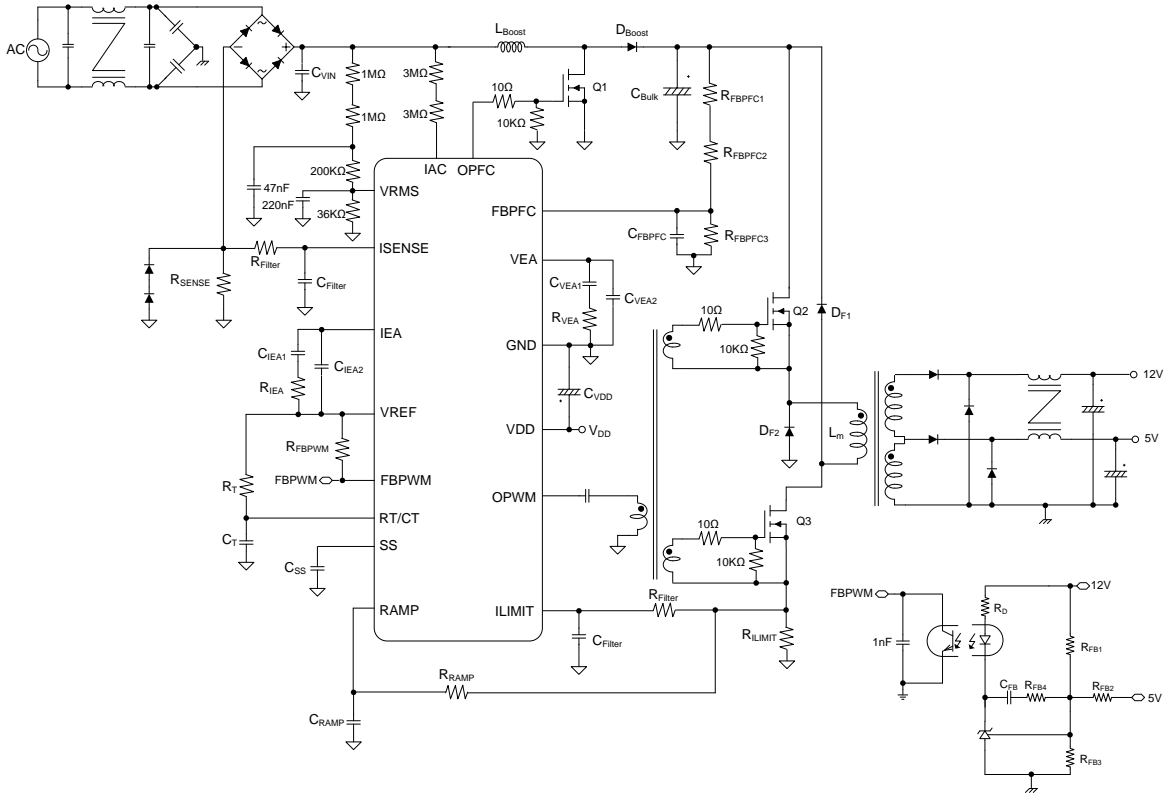 L_Boost D_Boost
AC
C_VIN
1MΩ
3MΩ
10Ω
Q1
C_Bulk
R_FBPFC1
1MΩ
3MΩ
10KΩ
R_FBPFC2
IAC OPFC
47nF
200KΩ
VRMS
220nF
36KΩ
FBPFC
C_FBPFC
R_FBPFC3
ISENSE
R_Filter
R_SENSE
C_Filter
VEA
C_VEA1
C_VEA2
R_VEA
10Ω
Q2
D_F1
10KΩ
IEA
C_IEA1
C_IEA2
R_IEA
GND
C_VDD
VREF
VDD
V_DD
D_F2
L_m
12V
5V
R_FBPWM
FBPWM
FBPWM
R_T
OPWM
RT/CT
C_T
SS
C_SS
10Ω
Q3
10KΩ
RAMP
ILIMIT
R_Filter
C_Filter
R_ILIMIT
R_RAMP
C_RAMP
FBPWM
12V
R_D
1nF
R_FB1
C_FB
R_FB4
R_FB2
5V
R_FB3